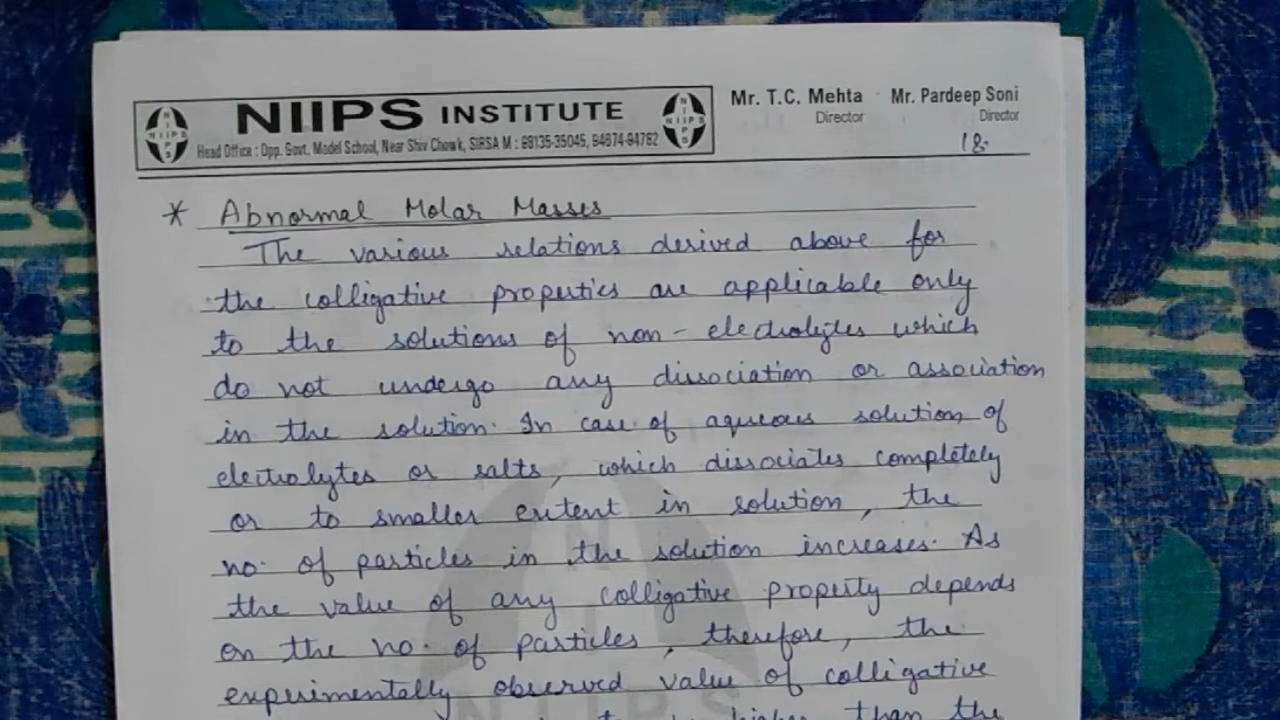 NIIPS INSTITUTE
Head Office : Opp. Govt. Model School, Near Shiv Chowk, SIRSA M : 98135-35045, 94674-94762
Mr. T.C. Mehta Mr. Pardeep Soni
Director Director
18.
* Abnormal Molar Masses
The various relations derived above for
the colligative properties are applicable only
to the solutions of non-electrolytes which
do not undergo any dissociation or association
in the solution. In case of aqueous solution of
electrolytes or salts, which dissociates completely
or to smaller extent in solution, the
no. of particles in the solution increases. As
the value of any colligative property depends
on the no. of particles, therefore, the
experimentally observed value of colligative
than the